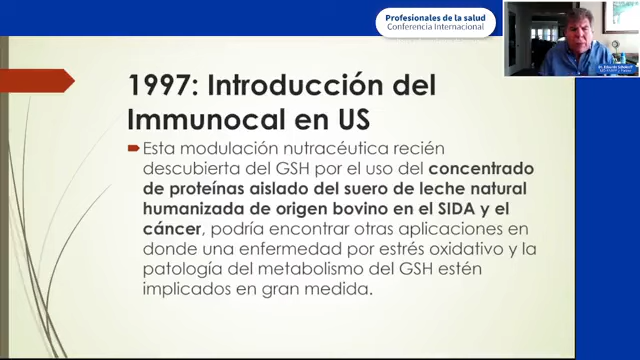 Profesionales de la salud
Conferencia Internacional
1997: Introducción del
Immunocal en US
Esta modulación nutracéutica recién
descubierta del GSH por el uso del concentrado
de proteínas aislado del suero de leche natural
humanizada de origen bovino en el SIDA y el
cáncer, podría encontrar otras aplicaciones en
donde una enfermedad por estrés oxidativo y la
patología del metabolismo del GSH estén
implicados en gran medida.